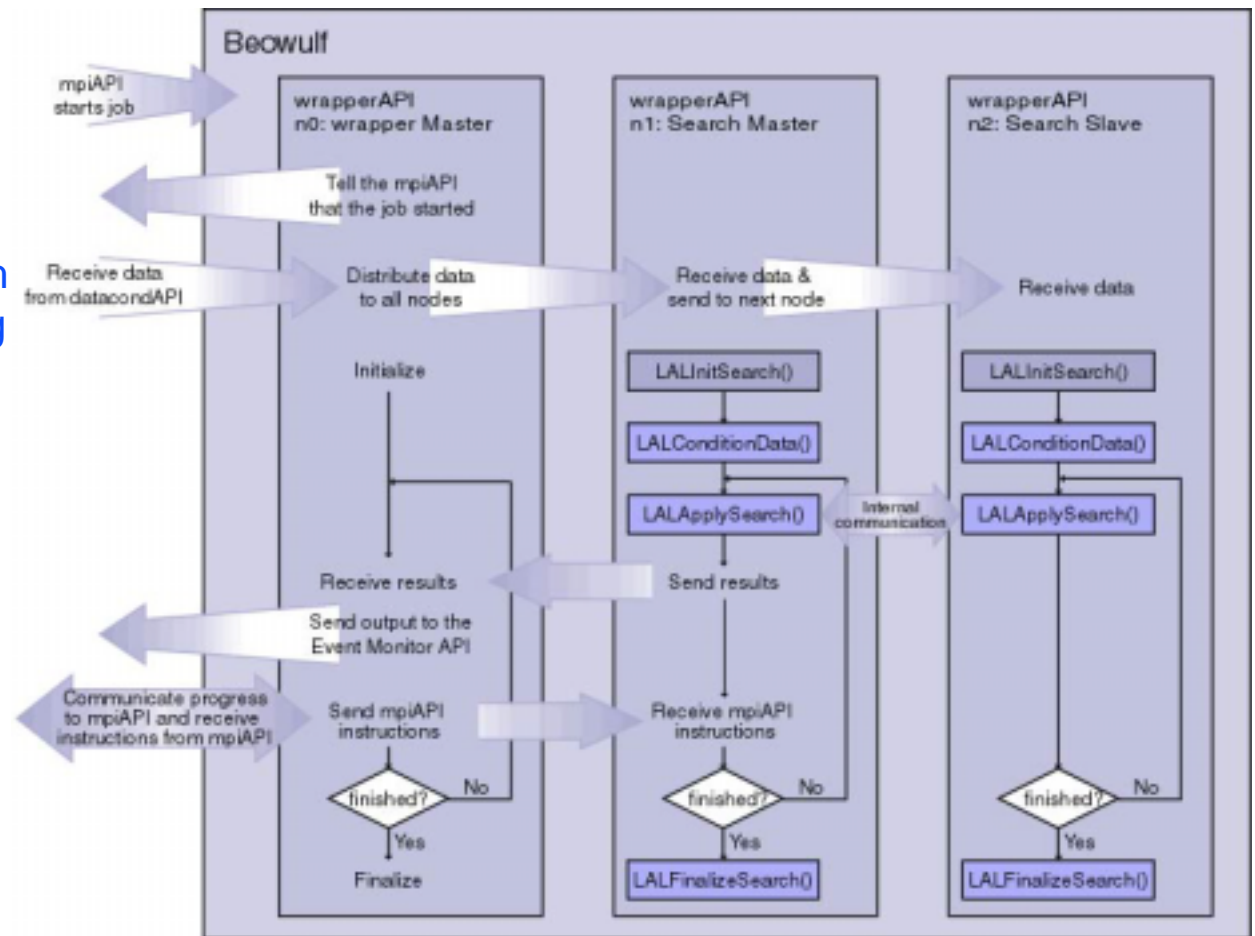 Beowulf
mpiAPI
starts job
wrapperAPI
n0: wrapper Master
wrapperAPI
n1: Search Master
wrapperAPI
n2: Search Slave
Tell the mpiAPI
that the job started
Receive data
from datacondAPI
Distribute data
to all nodes
Receive data &
send to next node
Receive data
Initialize
LALInitSearch()
LALInitSearch()
LALConditionData()
LALConditionData()
LALApplySearch()
Internal
communication
LALApplySearch()
Receive results
Send results
Send output to the
Event Monitor API
Communicate progress
to mpiAPI and receive
instructions from mpiAPI
Send mpiAPI
instructions
Receive mpiAPI
instructions
finished?
No
finished?
No
finished?
No
Yes
Yes
Yes
Finalize
LALFinalizeSearch()
LALFinalizeSearch()